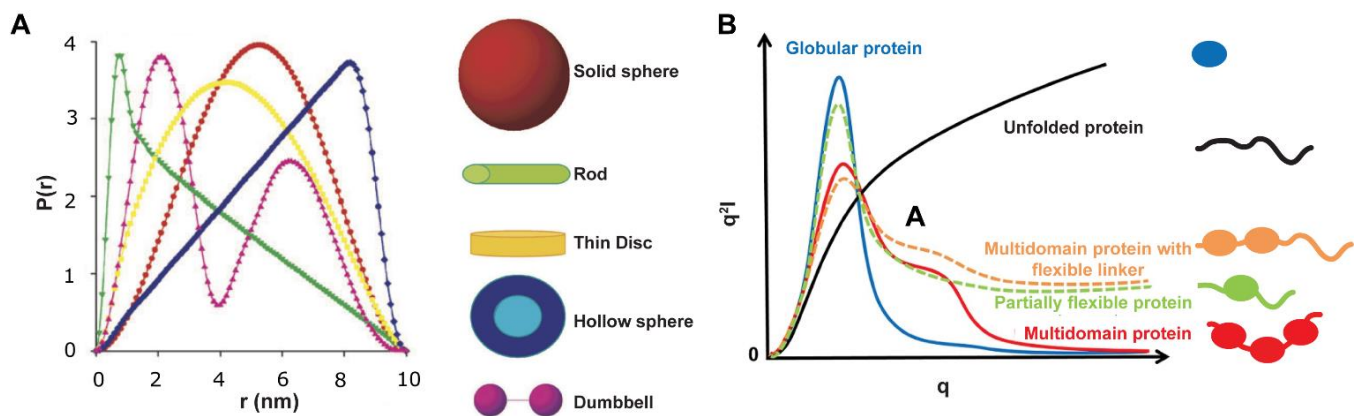 A
P(r)
4
3
2
1
0
0
2
4
6
8
10
r (nm)
Solid sphere
Rod
Thin Disc
Hollow sphere
Dumbbell
B
Globular protein
Unfolded protein
q²I
A
Multidomain protein with
flexible linker
Partially flexible protein
Multidomain protein
0
q